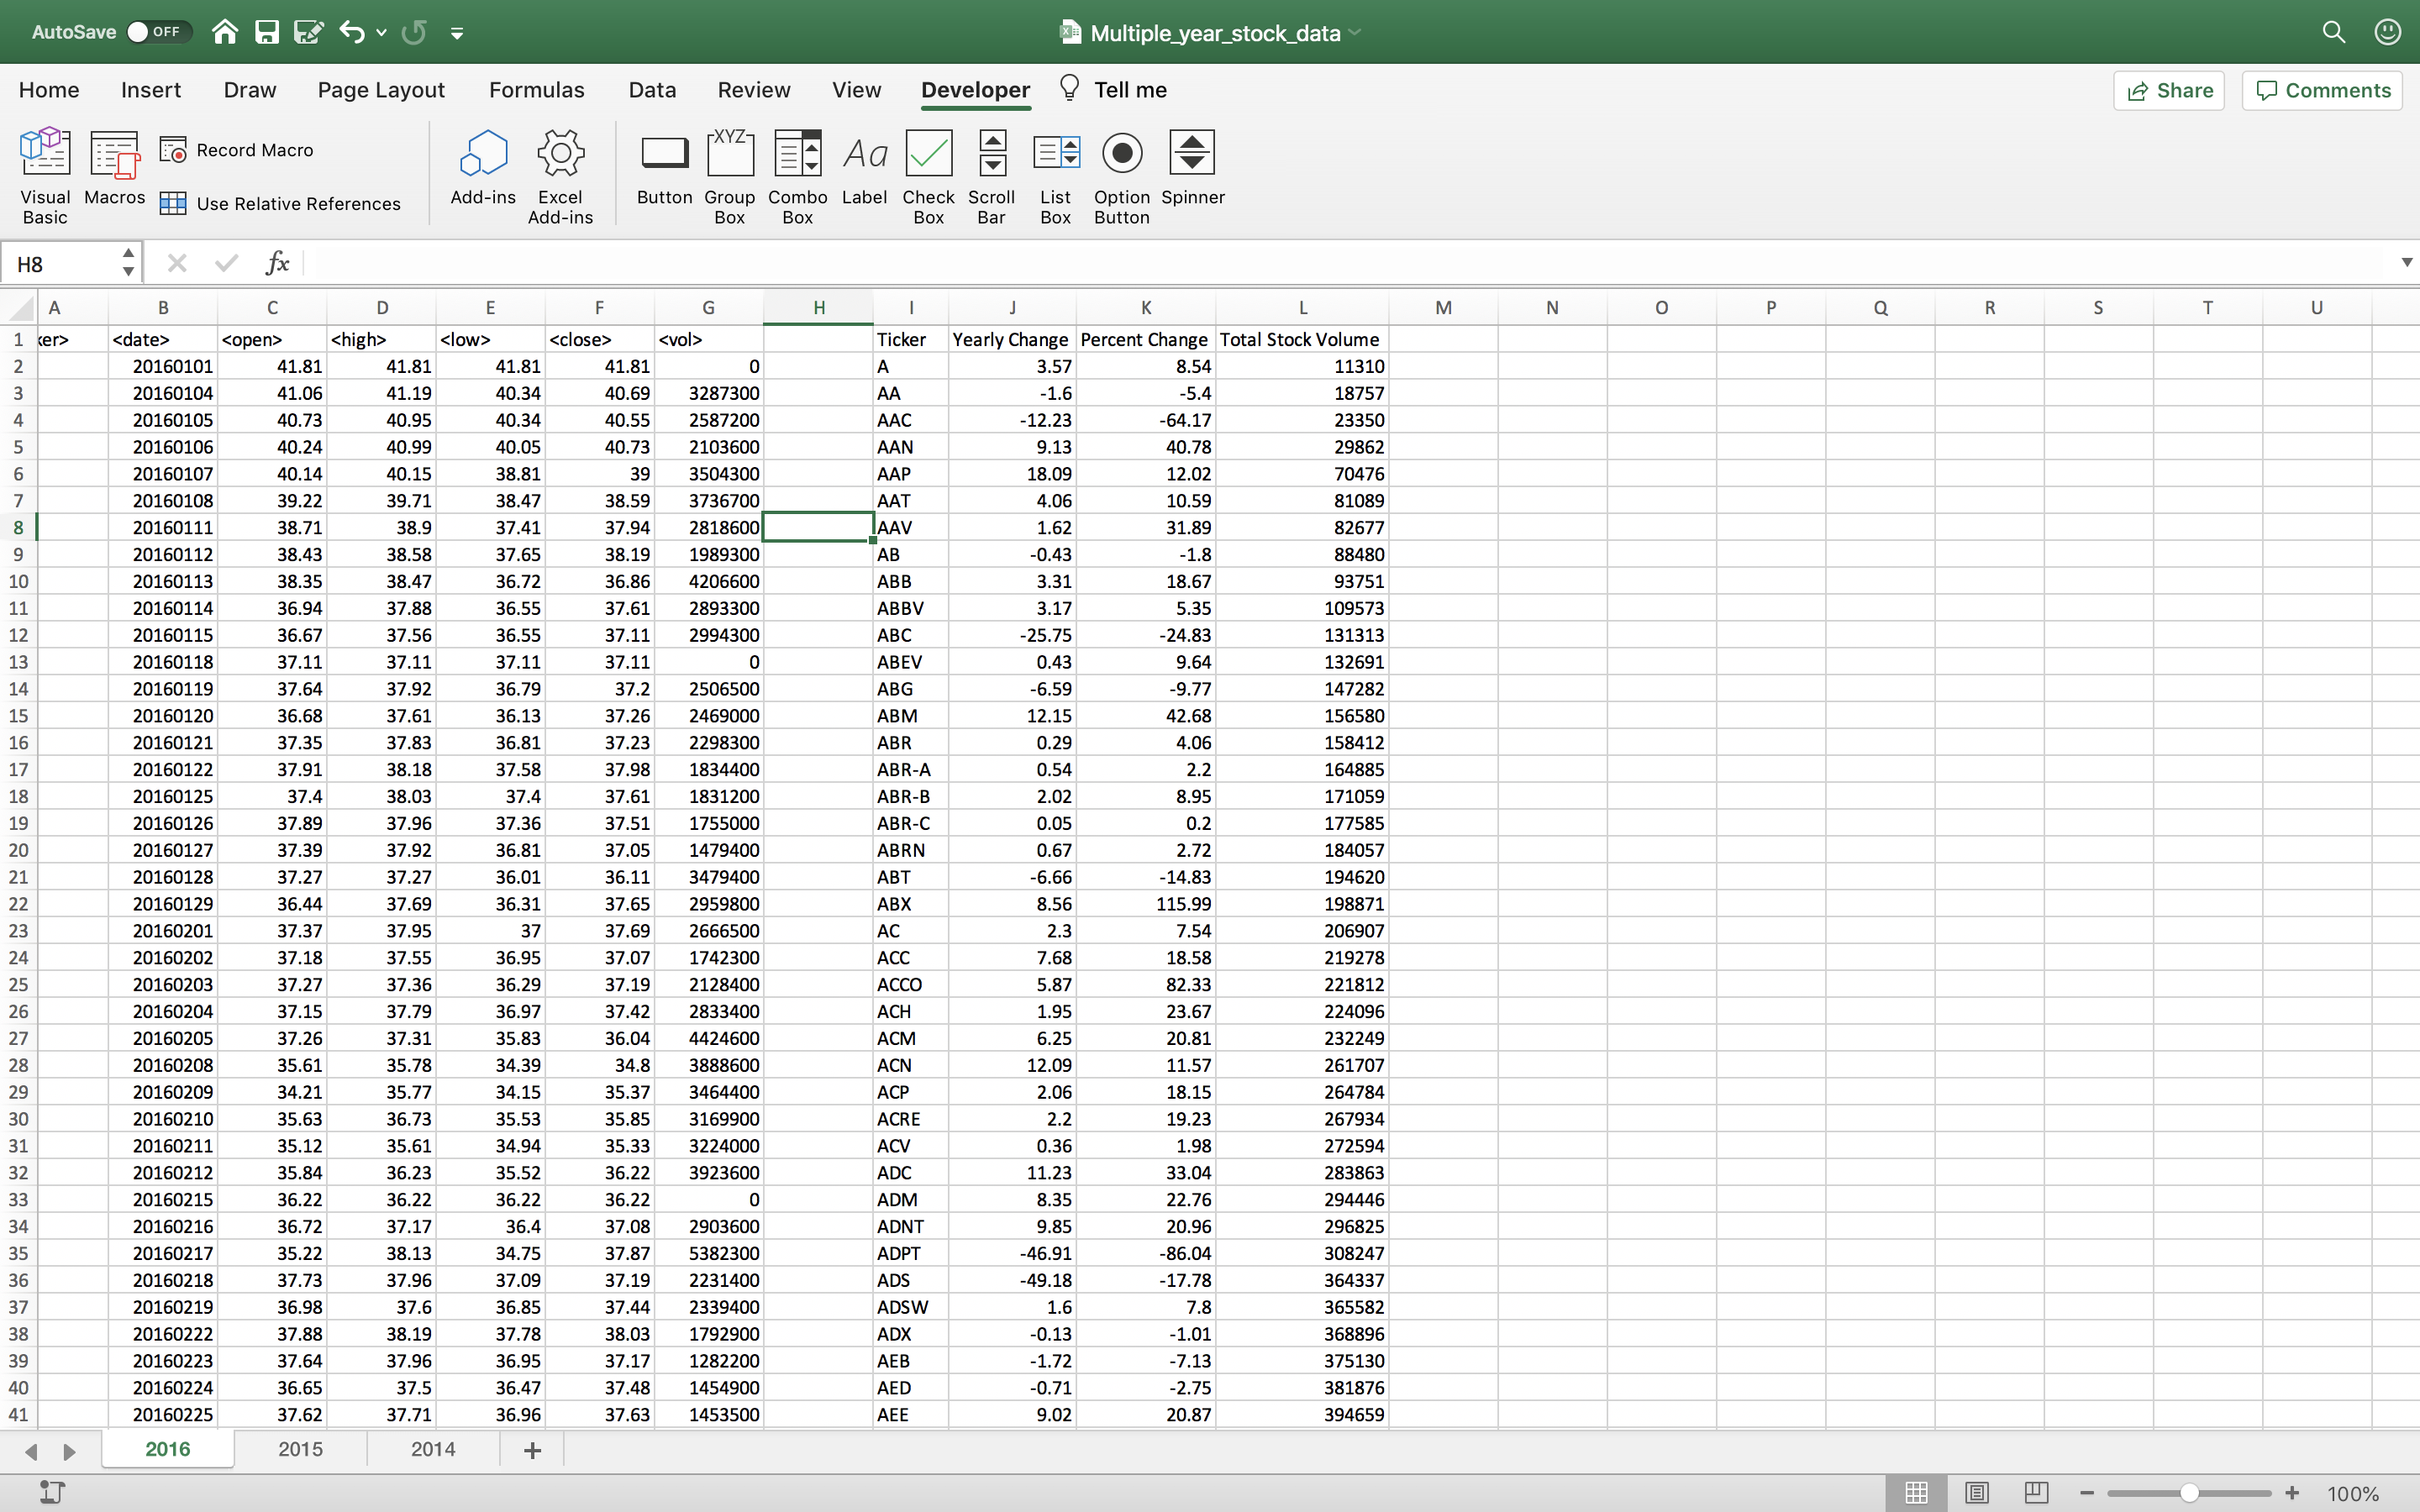 AutoSave OFF Multiple_year_stock_data
Home Insert Draw Page Layout Formulas Data Review View Developer Tell me Share Comments
Visual Basic Macros Record Macro Use Relative References Add-ins Excel Add-ins Button Group Box Combo Box Label Check Box Scroll Bar List Box Option Button Spinner
XYZ Aa
H8 fx
A B C D E F G H I J K L M N O P Q R S T U
1 <date> <open> <high> <low> <close> <vol> Ticker Yearly Change Percent Change Total Stock Volume
2 20160101 41.81 41.81 41.81 41.81 0 A 3.57 8.54 11310
3 20160104 41.06 41.19 40.34 40.69 3287300 AA -1.6 -5.4 18757
4 20160105 40.73 40.95 40.34 40.55 2587200 AAC -12.23 -64.17 23350
5 20160106 40.24 40.99 40.05 40.73 2103600 AAN 9.13 40.78 29862
6 20160107 40.14 40.15 38.81 39 3504300 AAP 18.09 12.02 70476
7 20160108 39.22 39.71 38.47 38.59 3736700 AAT 4.06 10.59 81089
8 20160111 38.71 38.9 37.41 37.94 2818600 AAV 1.62 31.89 82677
9 20160112 38.43 38.58 37.65 38.19 1989300 AB -0.43 -1.8 88480
10 20160113 38.35 38.47 36.72 36.86 4206600 ABB 3.31 18.67 93751
11 20160114 36.94 37.88 36.55 37.61 2893300 ABBV 3.17 5.35 109573
12 20160115 36.67 37.56 36.55 37.11 2994300 ABC -25.75 -24.83 131313
13 20160118 37.11 37.11 37.11 37.11 0 ABEV 0.43 9.64 132691
14 20160119 37.64 37.92 36.79 37.2 2506500 ABG -6.59 -9.77 147282
15 20160120 36.68 37.61 36.13 37.26 2469000 ABM 12.15 42.68 156580
16 20160121 37.35 37.83 36.81 37.23 2298300 ABR 0.29 4.06 158412
17 20160122 37.91 38.18 37.58 37.98 1834400 ABR-A 0.54 2.2 164885
18 20160125 37.4 38.03 37.4 37.61 1831200 ABR-B 2.02 8.95 171059
19 20160126 37.89 37.96 37.36 37.51 1755000 ABR-C 0.05 0.2 177585
20 20160127 37.39 37.92 36.81 37.05 1479400 ABRN 0.67 2.72 184057
21 20160128 37.27 37.27 36.01 36.11 3479400 ABT -6.66 -14.83 194620
22 20160129 36.44 37.69 36.31 37.65 2959800 ABX 8.56 115.99 198871
23 20160201 37.37 37.95 37 37.69 2666500 AC 2.3 7.54 206907
24 20160202 37.18 37.55 36.95 37.07 1742300 ACC 7.68 18.58 219278
25 20160203 37.27 37.36 36.29 37.19 2128400 ACCO 5.87 82.33 221812
26 20160204 37.15 37.79 36.97 37.42 2833400 ACH 1.95 23.67 224096
27 20160205 37.26 37.31 35.83 36.04 4424600 ACM 6.25 20.81 232249
28 20160208 35.61 35.78 34.39 34.8 3888600 ACN 12.09 11.57 261707
29 20160209 34.21 35.77 34.15 35.37 3464400 ACP 2.06 18.15 264784
30 20160210 35.63 36.73 35.53 35.85 3169900 ACRE 2.2 19.23 267934
31 20160211 35.12 35.61 34.94 35.33 3224000 ACV 0.36 1.98 272594
32 20160212 35.84 36.23 35.52 36.22 3923600 ADC 11.23 33.04 283863
33 20160215 36.22 36.22 36.22 36.22 0 ADM 8.35 22.76 294446
34 20160216 36.72 37.17 36.4 37.08 2903600 ADNT 9.85 20.96 296825
35 20160217 35.22 38.13 34.75 37.87 5382300 ADPT -46.91 -86.04 308247
36 20160218 37.73 37.96 37.09 37.19 2231400 ADS -49.18 -17.78 364337
37 20160219 36.98 37.6 36.85 37.44 2339400 ADSW 1.6 7.8 365582
38 20160222 37.88 38.19 37.78 38.03 1792900 ADX -0.13 -1.01 368896
39 20160223 37.64 37.96 36.95 37.17 1282200 AEB -1.72 -7.13 375130
40 20160224 36.65 37.5 36.47 37.48 1454900 AED -0.71 -2.75 381876
41 20160225 37.62 37.71 36.96 37.63 1453500 AEE 9.02 20.87 394659
2016 2015 2014 +
100%